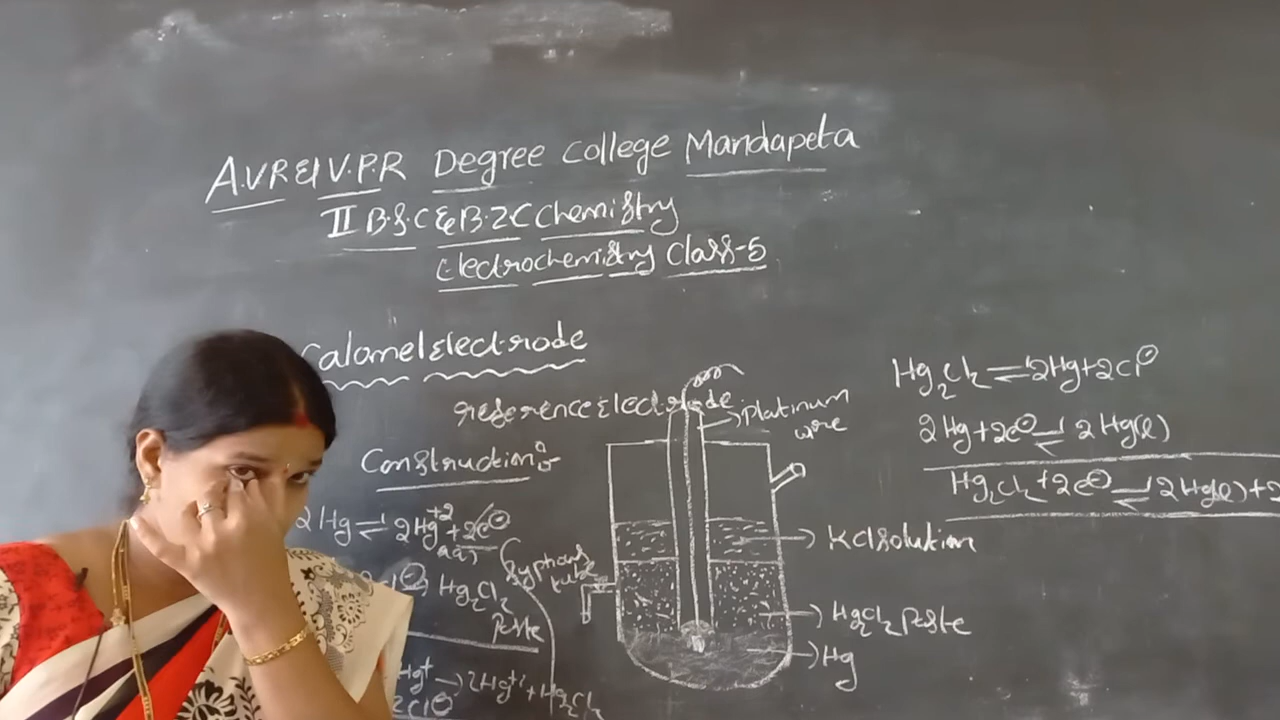 A.V.R & V.P.R Degree College Mandapeta
II B.S.C & B.Z.C Chemistry
Electrochemistry Class-5
Calomel Electrode
reference Electrode
Construction:-
2Hg ⇌ 2Hg+2(aq) + 2e⊖
Hg2Cl2
Paste
Syphon
tube
Platinum
wire
KCl solution
Hg2Cl2 Paste
Hg
Hg2Cl2 ⇌ 2Hg + 2Cl⊖
2Hg + 2e⊖ ⇌ 2Hg(l)
Hg2Cl2 + 2e⊖ ⇌ 2Hg(l) + 2